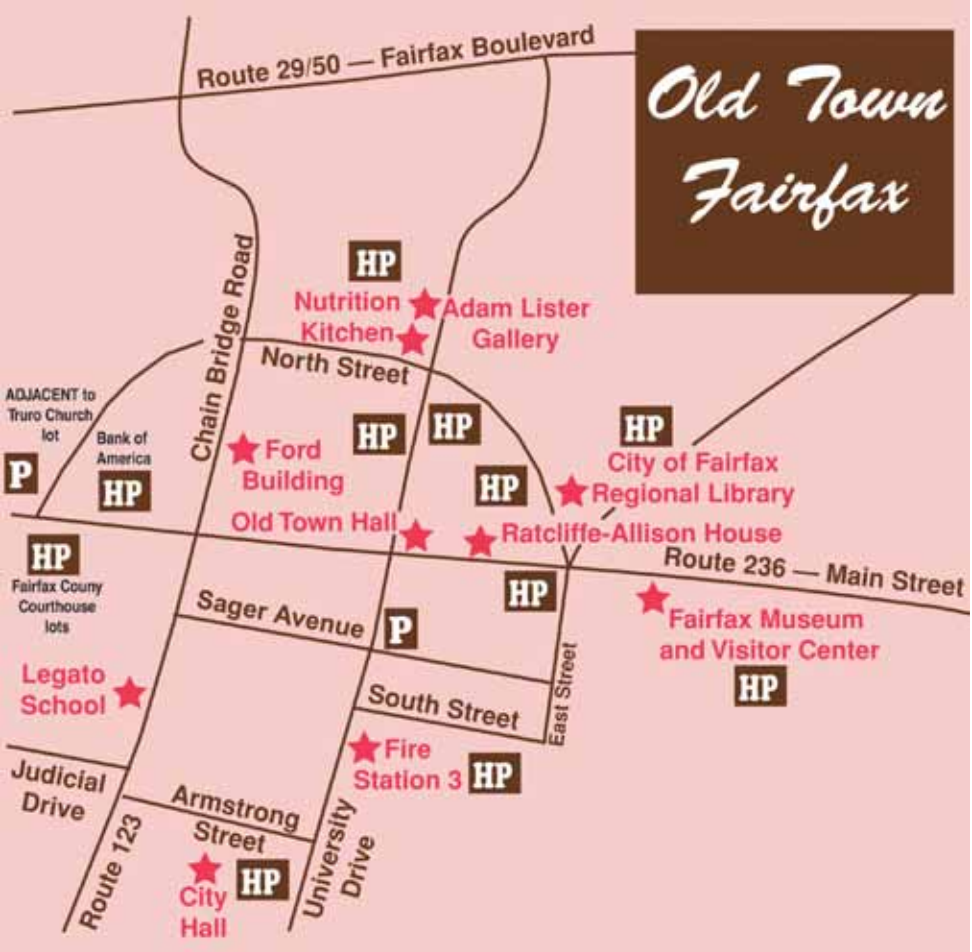 Route 29/50 — Fairfax Boulevard
Old Town
Fairfax
Chain Bridge Road
HP
Nutrition
Kitchen
Adam Lister
Gallery
North Street
ADJACENT to
Truro Church
lot
P
Bank of
America
HP
Ford
Building
HP
HP
HP
HP
City of Fairfax
Regional Library
Old Town Hall
Ratcliffe-Allison House
Route 236 — Main Street
HP
Fairfax Couny
Courthouse
lots
HP
Sager Avenue
P
Fairfax Museum
and Visitor Center
HP
Legato
School
South Street
East Street
Fire
Station 3
HP
Judicial
Drive
Armstrong
Street
Route 123
University
Drive
City
Hall
HP